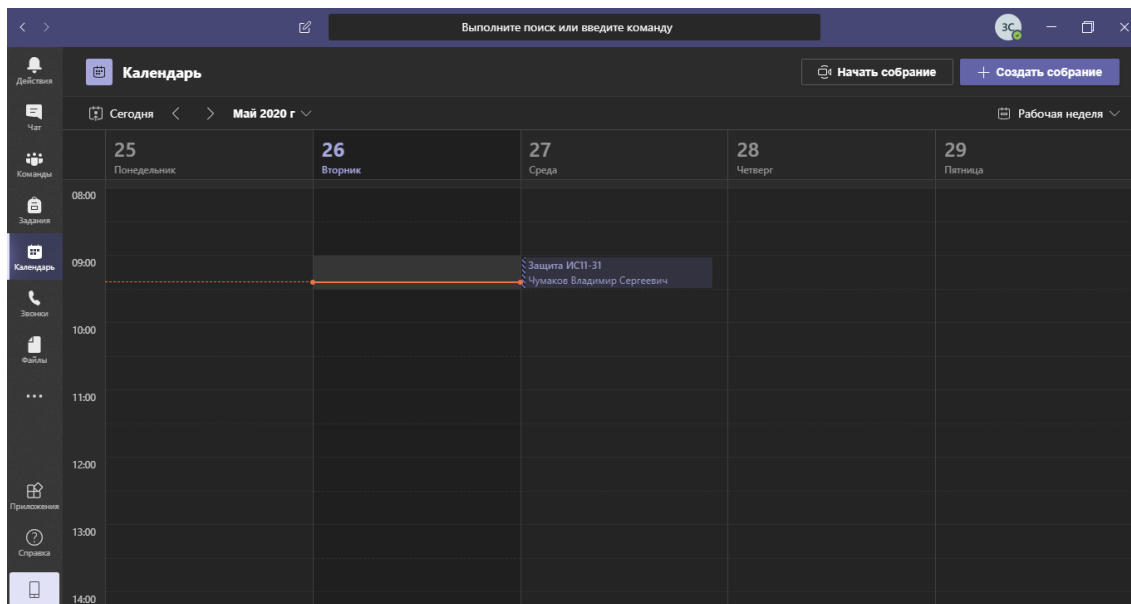 Выполните поиск или введите команду
ЗС
Действия
Чат
Команды
Задания
Календарь
Звонки
Файлы
Приложения
Справка
Календарь
Начать собрание
+ Создать собрание
Сегодня
Май 2020 г
Рабочая неделя
25
Понедельник
26
Вторник
27
Среда
28
Четверг
29
Пятница
08:00
09:00
Защита ИС11-31
Чумаков Владимир Сергеевич
10:00
11:00
12:00
13:00
14:00